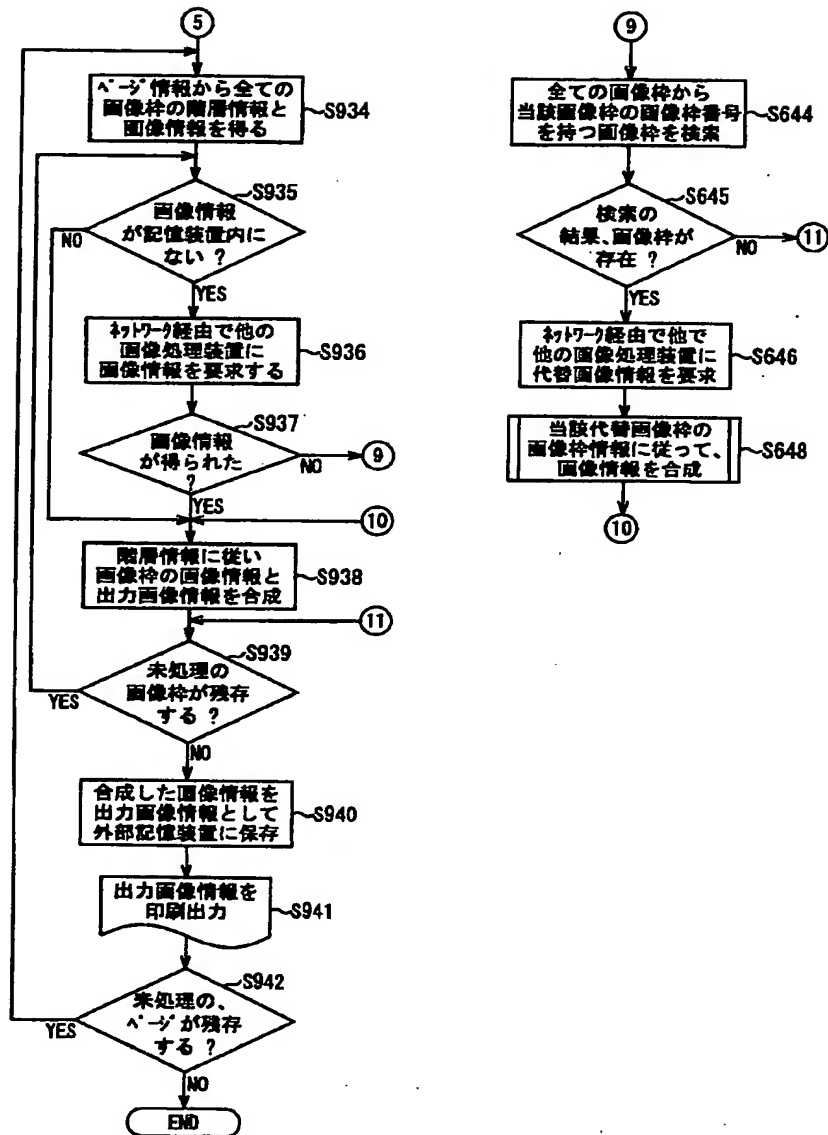 5
ページ情報から全ての
画像枠の階層情報と
画像情報を得る
S934
S935
画像情報
が記憶装置内に
ない ?
NO
YES
ネットワーク経由で他の
画像処理装置に
画像情報を要求する
S936
S937
画像情報
が得られた
?
NO
9
YES
10
階層情報に従い
画像枠の画像情報と
出力画像情報を合成
S938
11
S939
未処理の
画像枠が残存
する ?
YES
NO
合成した画像情報を
出力画像情報として
外部記憶装置に保存
S940
出力画像情報を
印刷出力
S941
S942
未処理の、
ページが残存
する ?
YES
NO
END
9
全ての画像枠から
当該画像枠の画像枠番号
を持つ画像枠を検索
S644
S645
検索の
結果、画像枠が
存在 ?
NO
11
YES
ネットワーク経由で他で
他の画像処理装置に
代替画像情報を要求
S646
当該代替画像枠の
画像枠情報に従って、
画像情報を合成
S648
10